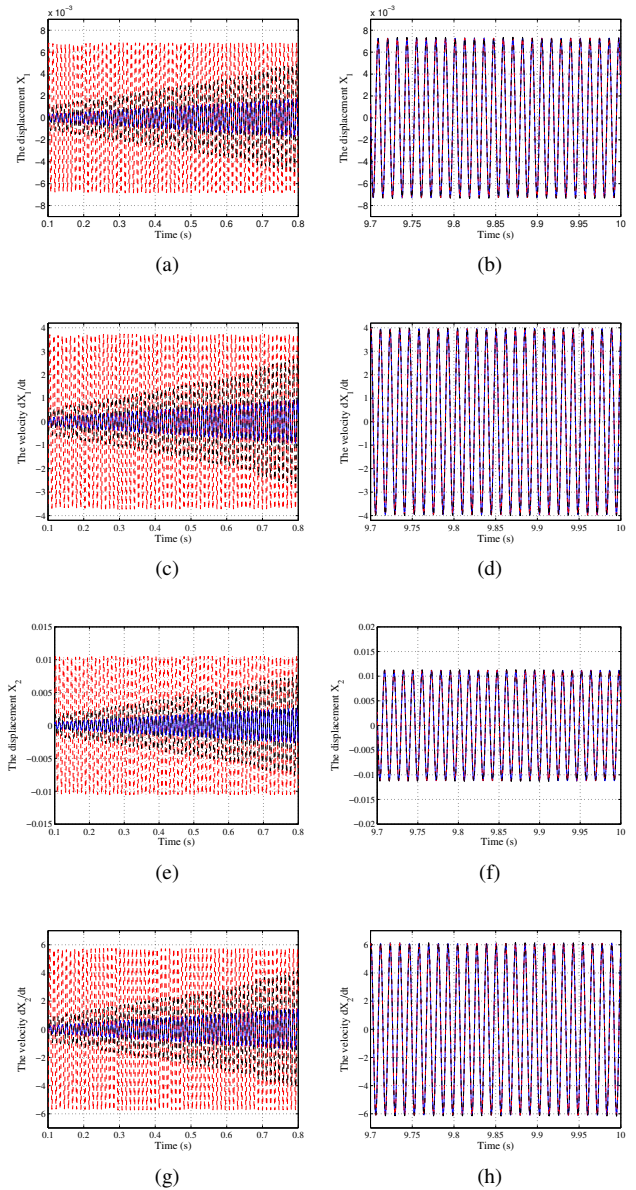 x 10⁻³
8
6
4
2
0
−2
−4
−6
−8
0.1 0.2 0.3 0.4 0.5 0.6 0.7 0.8
Time (s)
The displacement X₁
(a)
x 10⁻³
8
6
4
2
0
−2
−4
−6
−8
9.7 9.75 9.8 9.85 9.9 9.95 10
Time (s)
The displacement X₁
(b)
4
3
2
1
0
−1
−2
−3
−4
0.1 0.2 0.3 0.4 0.5 0.6 0.7 0.8
Time (s)
The velocity dX₁/dt
(c)
4
3
2
1
0
−1
−2
−3
−4
9.7 9.75 9.8 9.85 9.9 9.95 10
Time (s)
The velocity dX₁/dt
(d)
0.015
0.01
0.005
0
−0.005
−0.01
−0.015
0.1 0.2 0.3 0.4 0.5 0.6 0.7 0.8
Time (s)
The displacement X₂
(e)
0.02
0.015
0.01
0.005
0
−0.005
−0.01
−0.015
−0.02
9.7 9.75 9.8 9.85 9.9 9.95 10
Time (s)
The displacement X₂
(f)
6
4
2
0
−2
−4
−6
0.1 0.2 0.3 0.4 0.5 0.6 0.7 0.8
Time (s)
The velocity dX₂/dt
(g)
6
4
2
0
−2
−4
−6
9.7 9.75 9.8 9.85 9.9 9.95 10
Time (s)
The velocity dX₂/dt
(h)